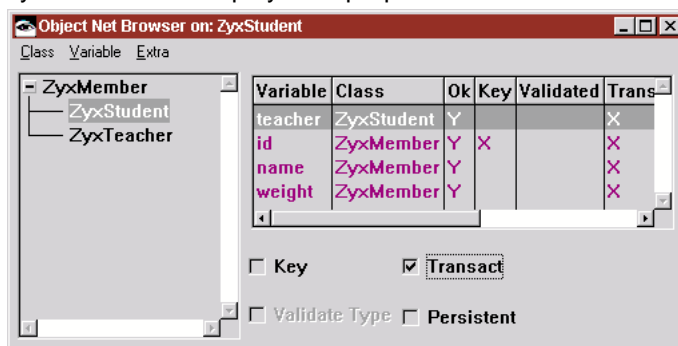 Object Net Browser on: ZyxStudent
Class Variable Extra
ZyxMember
ZyxStudent
ZyxTeacher
Variable Class Ok Key Validated Trans
teacher ZyxStudent Y X
id ZyxMember Y X X
name ZyxMember Y X
weight ZyxMember Y X
Key Transact
Validate Type Persistent